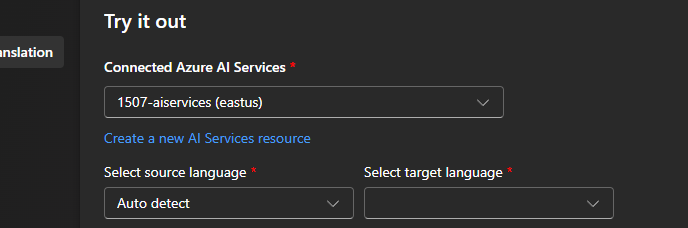 Try it out
nslation
Connected Azure AI Services *
1507-aiservices (eastus)
Create a new AI Services resource
Select source language * Select target language *
Auto detect